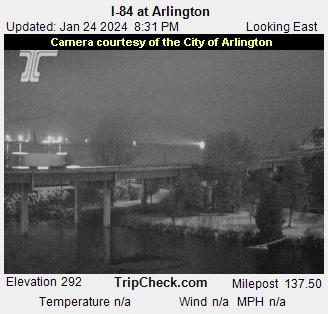 I-84 at Arlington
Updated: Jan 24 2024 8:31 PM Looking East
Camera courtesy of the City of Arlington
Elevation 292 TripCheck.com Milepost 137.50
Temperature n/a Wind n/a MPH n/a